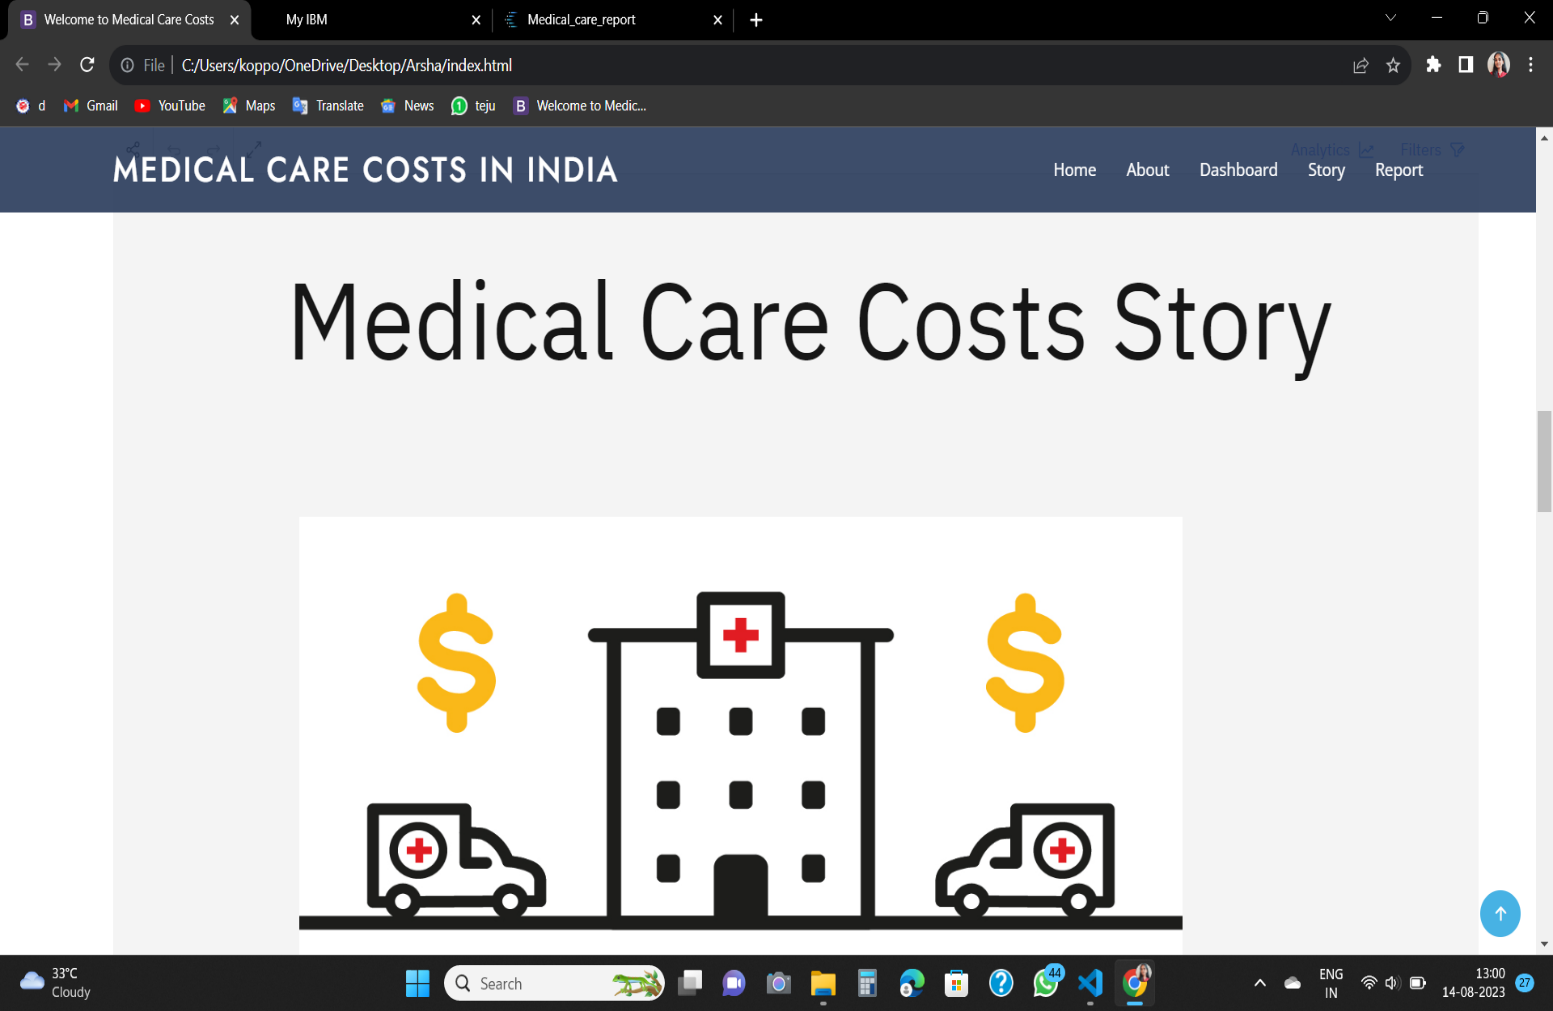 B Welcome to Medical Care Costs
My IBM
Medical_care_report
File
C:/Users/koppo/OneDrive/Desktop/Arsha/index.html
d
Gmail
YouTube
Maps
Translate
News
1 teju
B Welcome to Medic...
Analytics
Filters
MEDICAL CARE COSTS IN INDIA
Home
About
Dashboard
Story
Report
Medical Care Costs Story
$ $
33°C
Cloudy
Search
44
ENG
IN
13:00
14-08-2023
27